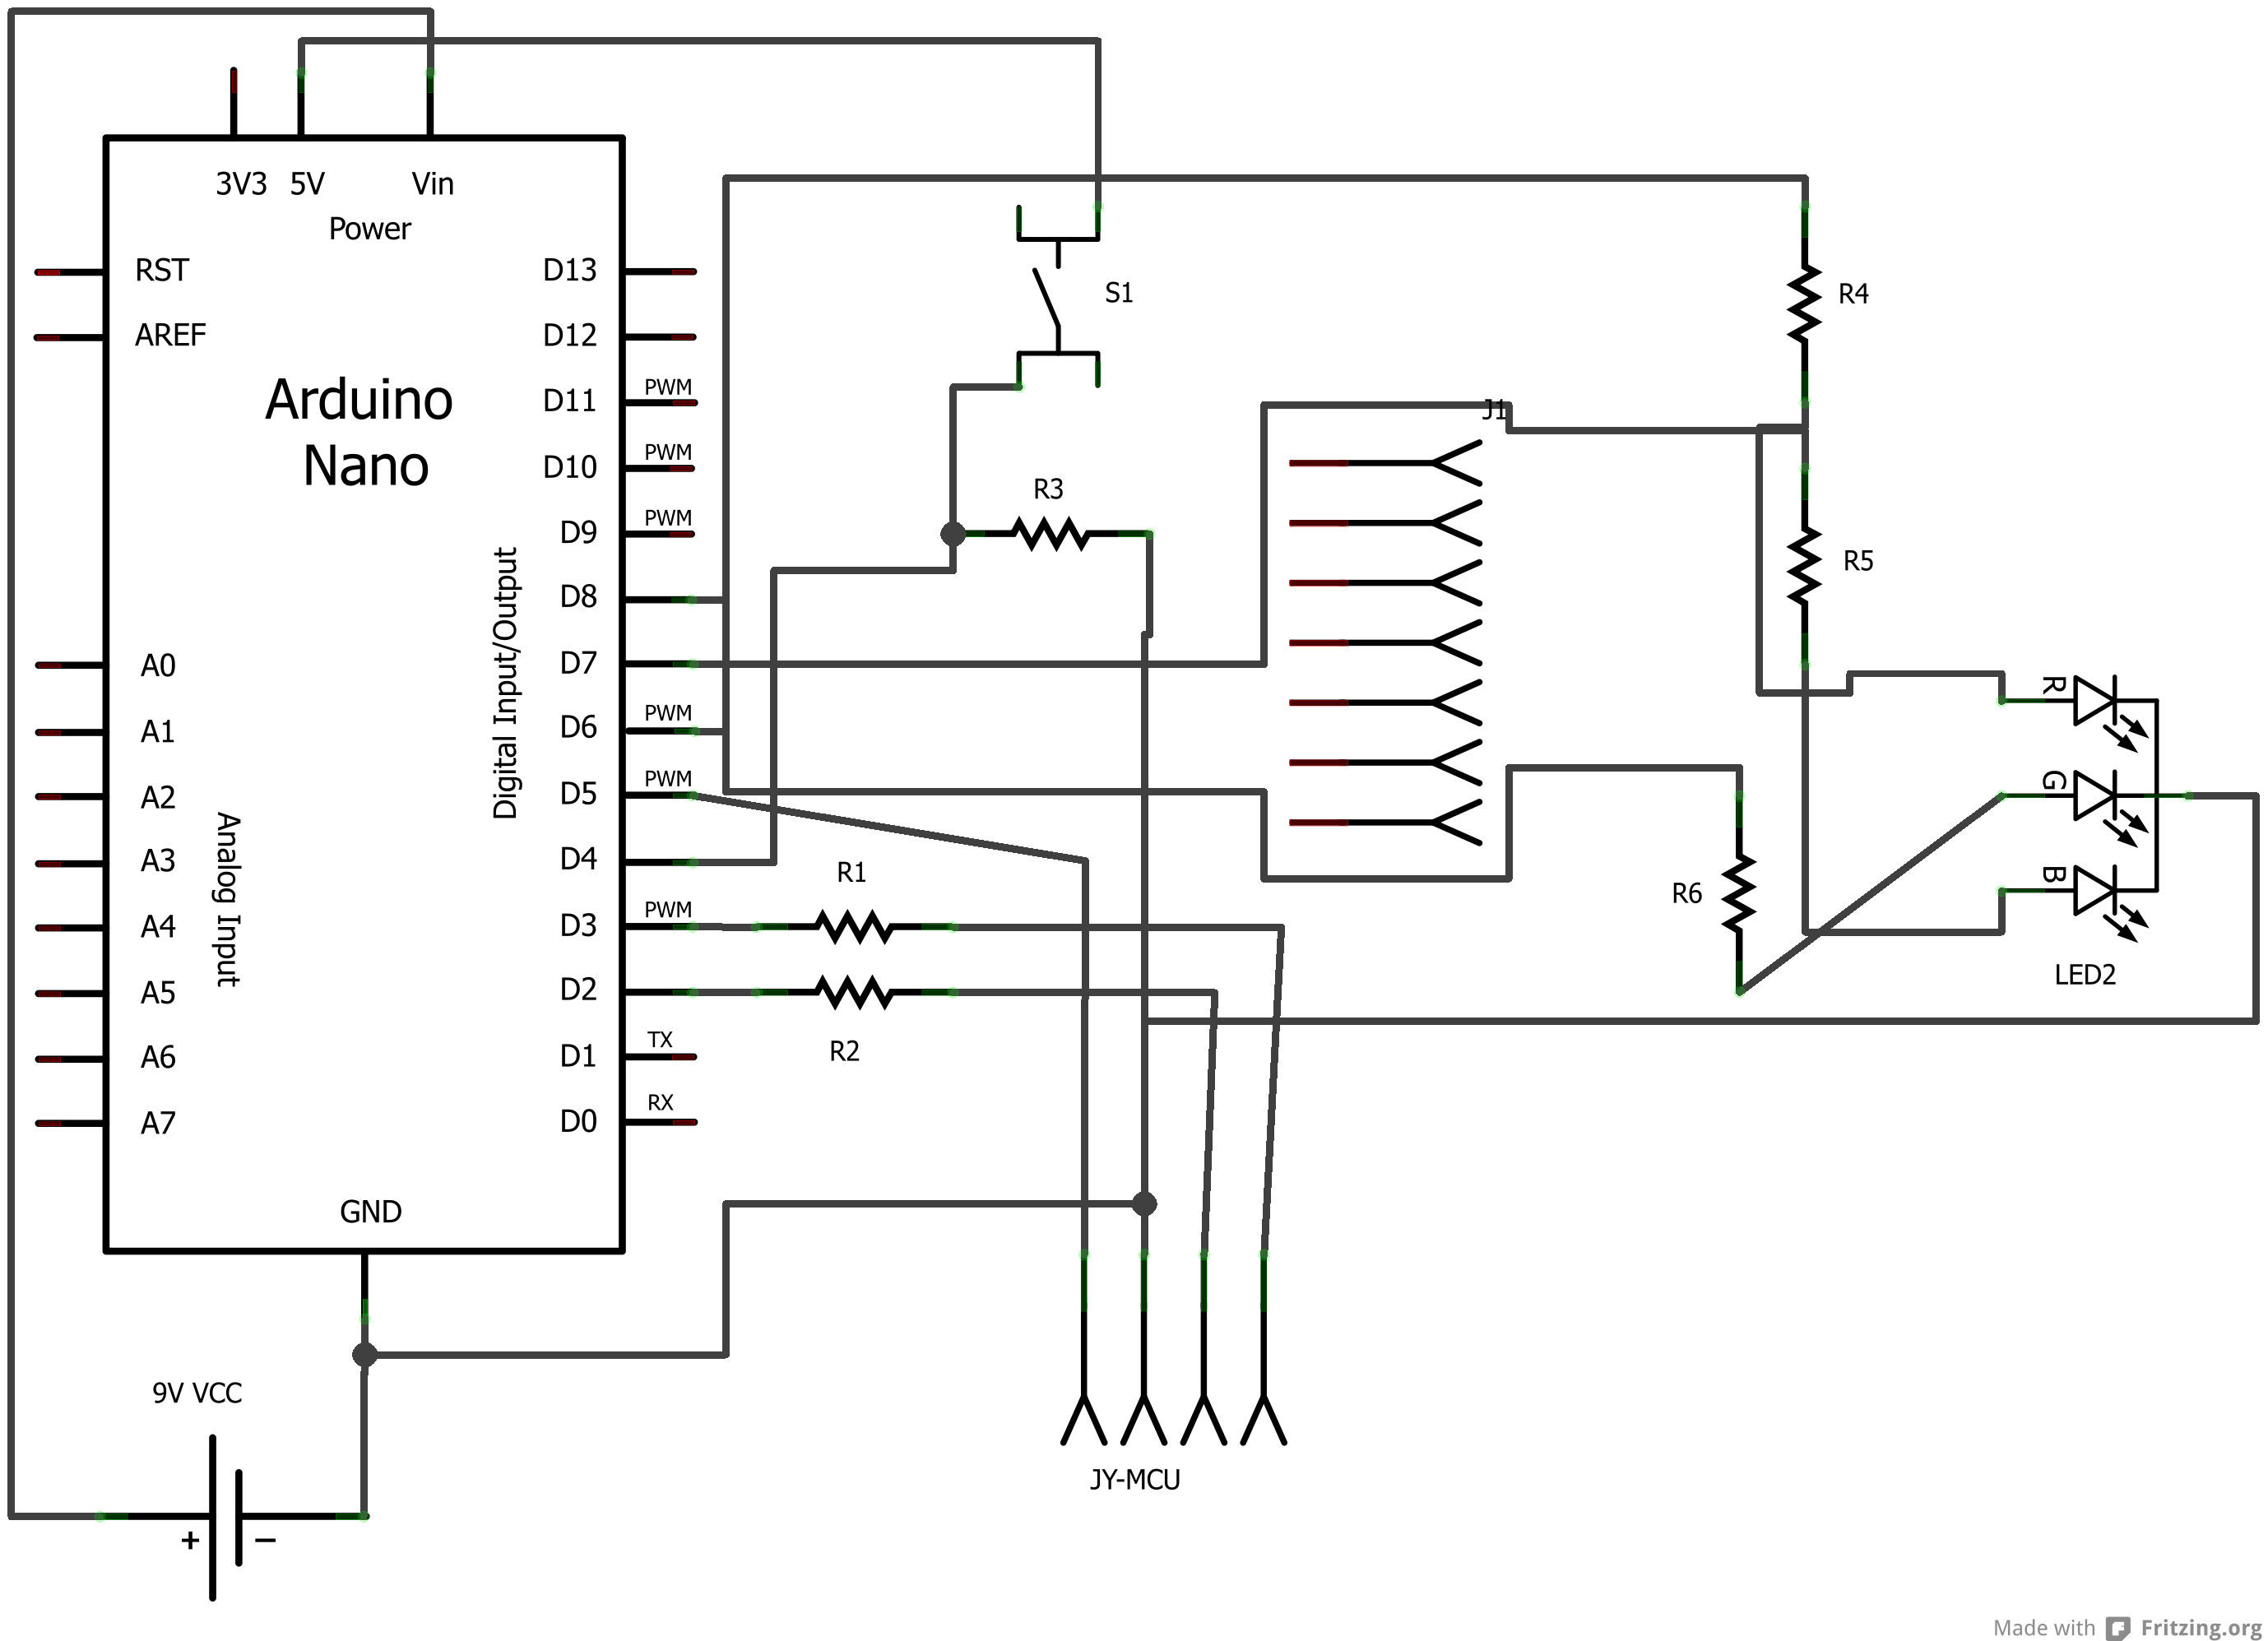 3V3 5V Vin
Power
RST
AREF
Arduino
Nano
D13
D12
D11 PWM
D10 PWM
D9 PWM
D8
D7
D6 PWM
D5 PWM
D4
D3 PWM
D2
D1 TX
D0 RX
Digital Input/Output
A0
A1
A2
A3
A4
A5
A6
A7
Analog Input
GND
9V VCC
+ −
S1
R3
R1
R2
J1
R4
R5
R6
R
G
B
LED2
JY-MCU
Made with Fritzing.org